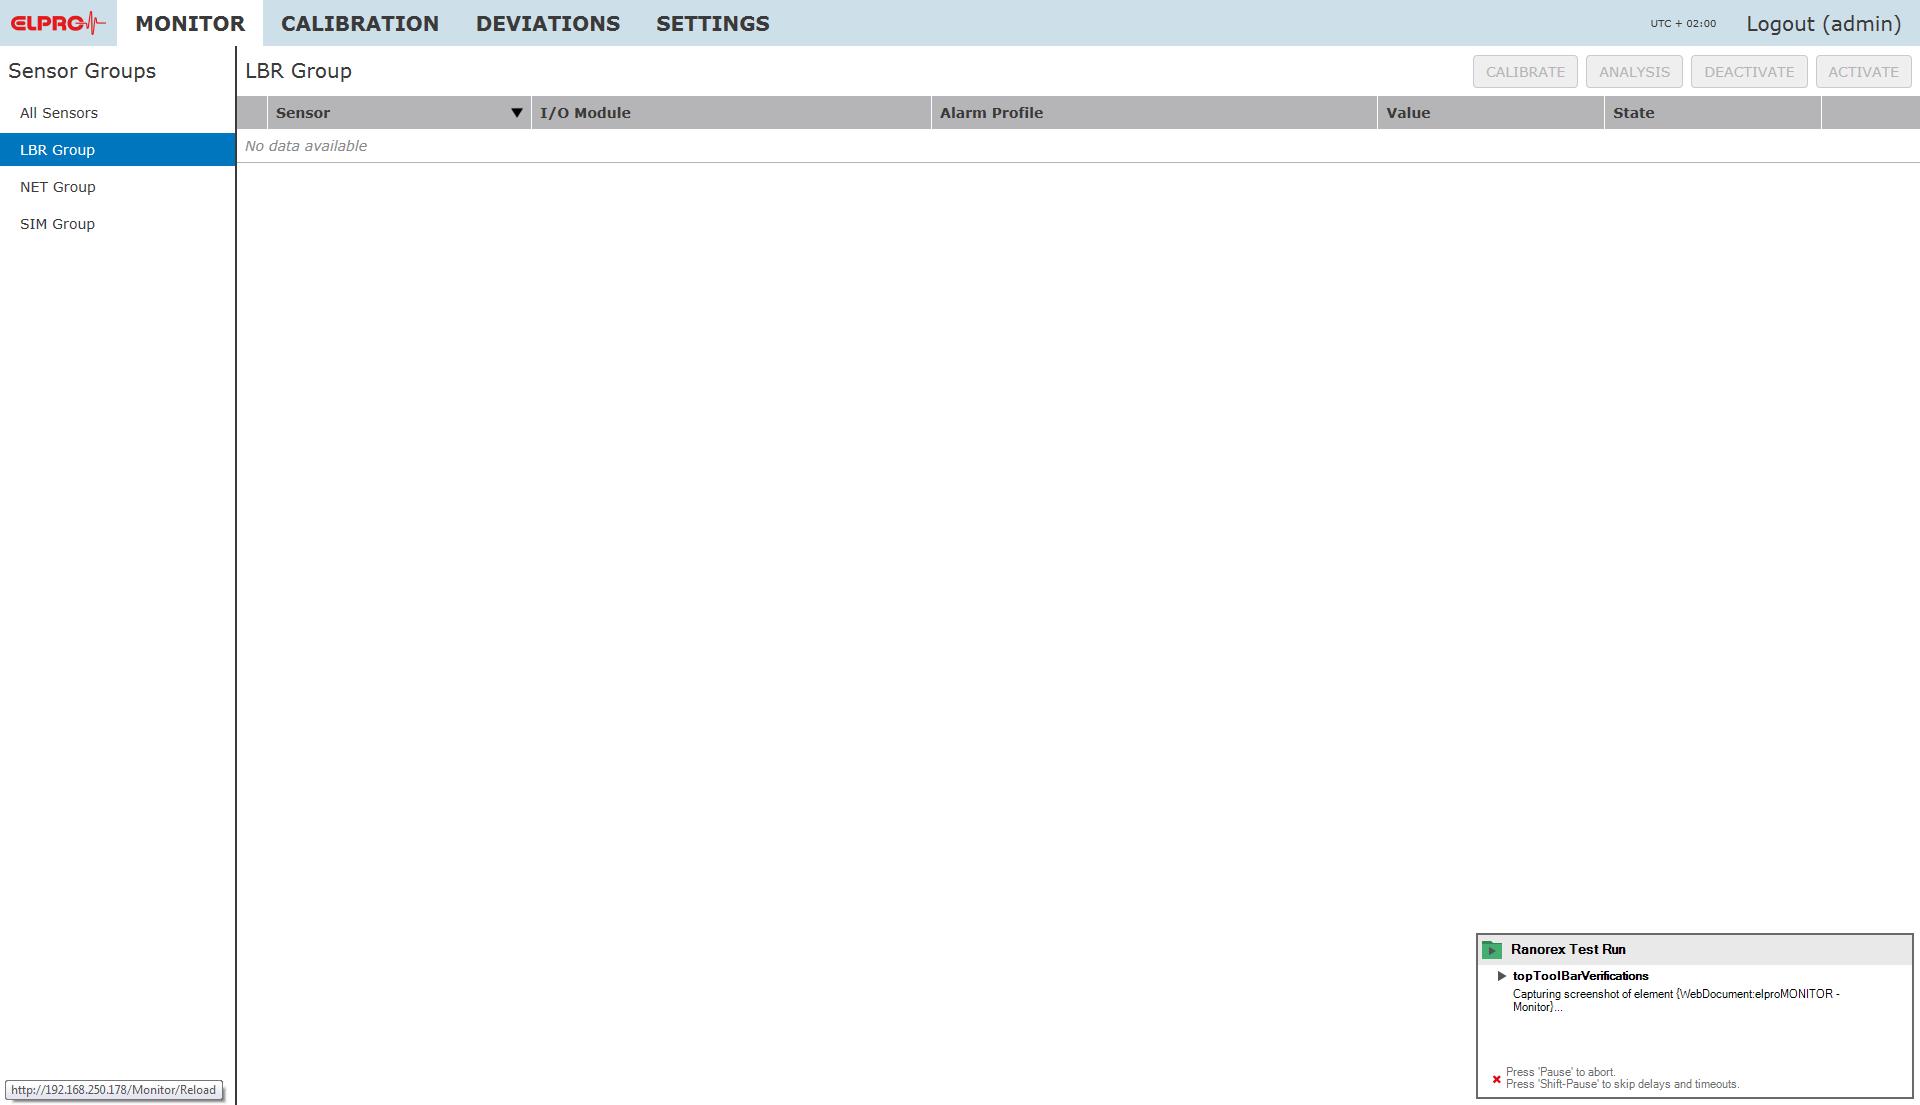 ELPRO MONITOR CALIBRATION DEVIATIONS SETTINGS UTC + 02:00 Logout (admin)
Sensor Groups
All Sensors
LBR Group
NET Group
SIM Group
LBR Group
CALIBRATE ANALYSIS DEACTIVATE ACTIVATE
Sensor I/O Module Alarm Profile Value State
No data available
Ranorex Test Run
topToolBarVerifications
Capturing screenshot of element {WebDocument:elproMONITOR -
Monitor}...
Press 'Pause' to abort.
Press 'Shift-Pause' to skip delays and timeouts.
http://192.168.250.178/Monitor/Reload